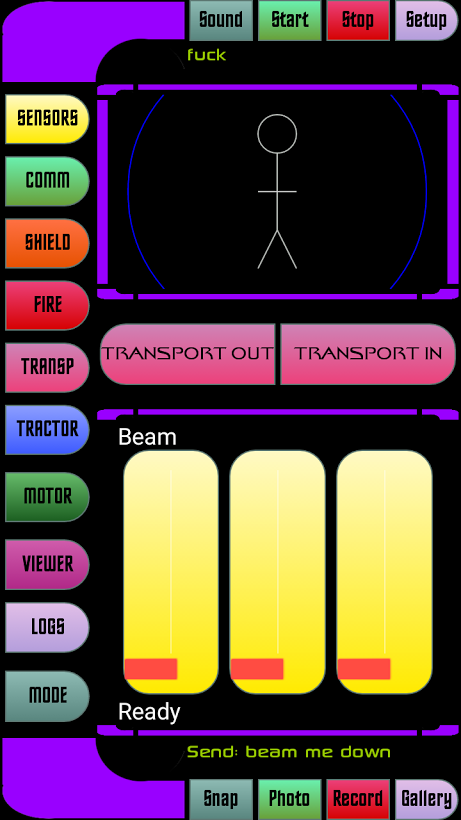 Sound Start Stop Setup
fuck
SENSORS
COMM
SHIELD
FIRE
TRANSPORT OUT TRANSPORT IN
TRANSP
TRACTOR
Beam
MOTOR
VIEWER
LOGS
MODE
Ready
Send: beam me down
Snap Photo Record Gallery